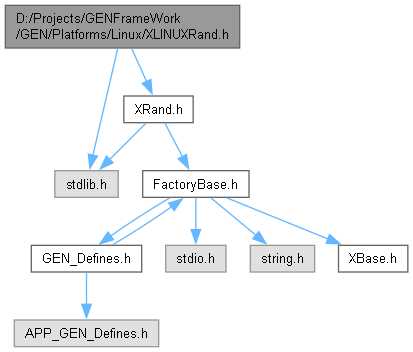 D:/Projects/GENFrameWork
/GEN/Platforms/Linux/XLINUXRand.h
XRand.h
stdlib.h
FactoryBase.h
GEN_Defines.h
stdio.h
string.h
XBase.h
APP_GEN_Defines.h